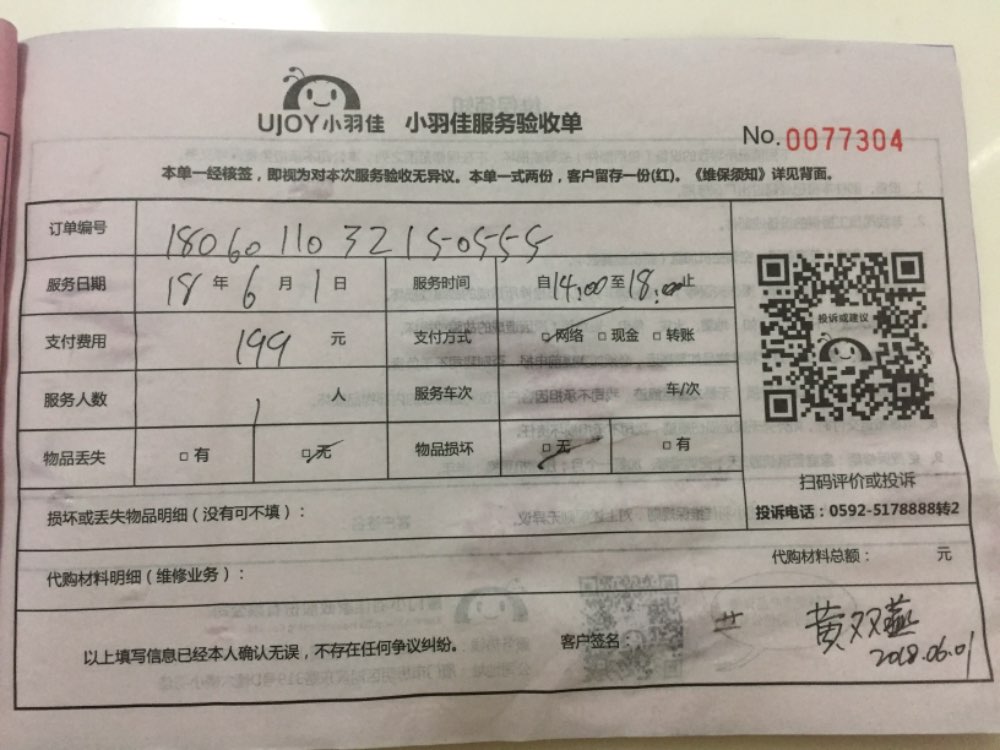 UJOY小羽佳 小羽佳服务验收单
No. 0077304
本单一经核签，即视为对本次服务验收无异议。本单一式两份，客户留存一份(红)。《维保须知》详见背面。
订单编号 180601103215-0555
服务日期 18 年 6 月 1 日 服务时间 自14:00至18:00止
支付费用 199 元 支付方式 □网络 □现金 □转账
服务人数 1 人 服务车次 车/次
物品丢失 □有 □无 物品损坏 □无 □有
投诉或建议
扫码评价或投诉
投诉电话：0592-5178888转2
损坏或丢失物品明细（没有可不填）：
代购材料明细（维修业务）： 代购材料总额： 元
以上填写信息已经本人确认无误，不存在任何争议纠纷。 客户签名： 黄双燕
2018.06.01